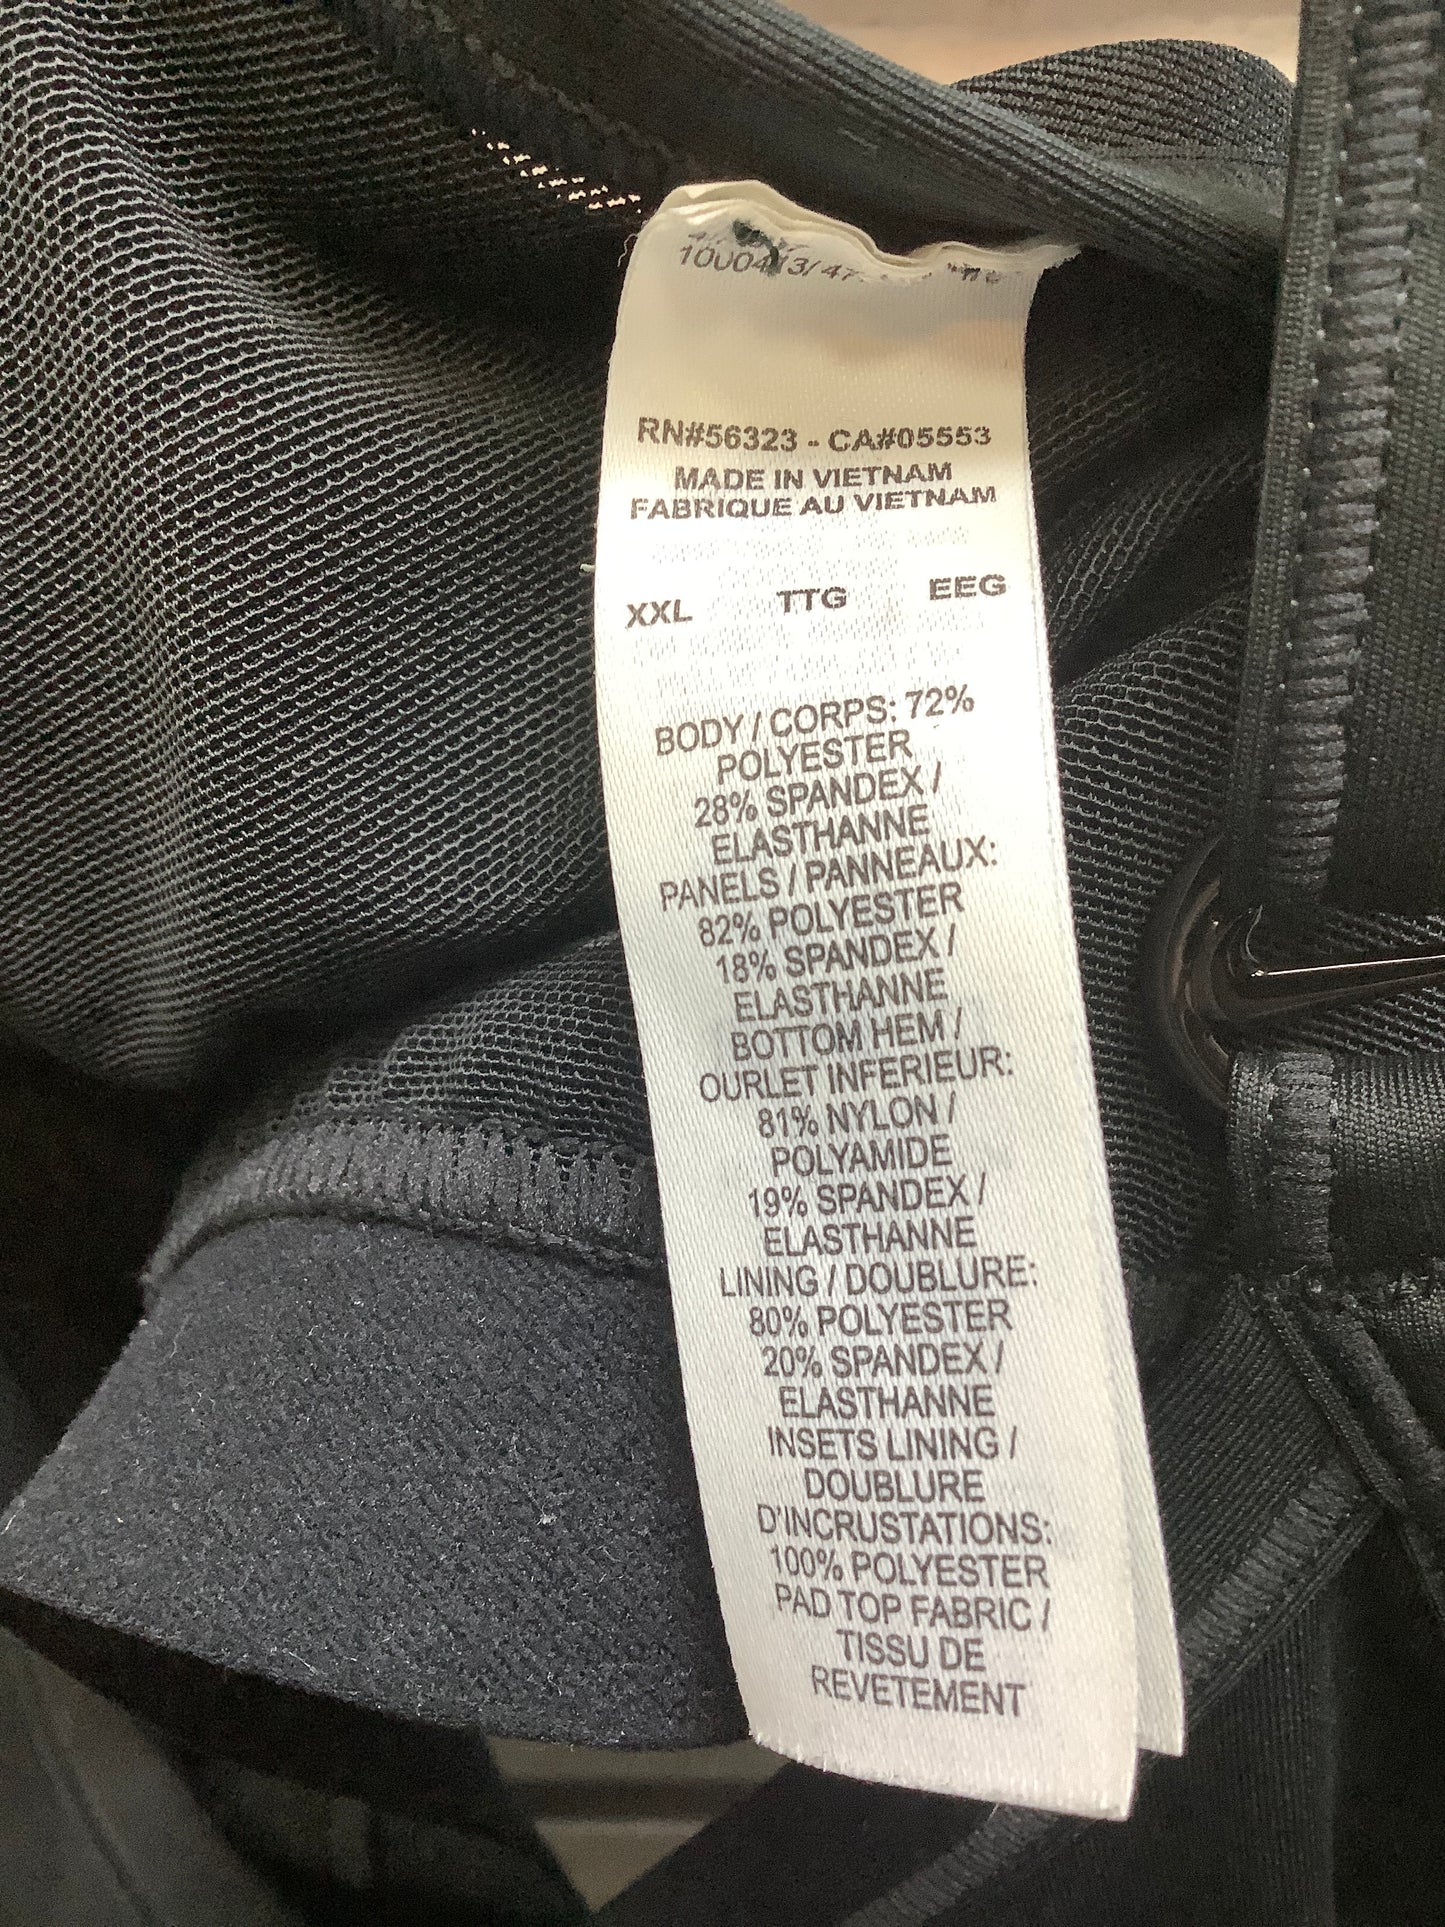 RN#56323 - CA#05553
MADE IN VIETNAM
FABRIQUE AU VIETNAM
XXL TTG EEG
BODY / CORPS: 72%
POLYESTER
28% SPANDEX /
ELASTHANNE
PANELS / PANNEAUX:
82% POLYESTER
18% SPANDEX /
ELASTHANNE
BOTTOM HEM /
OURLET INFERIEUR:
81% NYLON /
POLYAMIDE
19% SPANDEX /
ELASTHANNE
LINING / DOUBLURE:
80% POLYESTER
20% SPANDEX /
ELASTHANNE
INSETS LINING /
DOUBLURE
D'INCRUSTATIONS:
100% POLYESTER
PAD TOP FABRIC /
TISSU DE
REVETEMENT